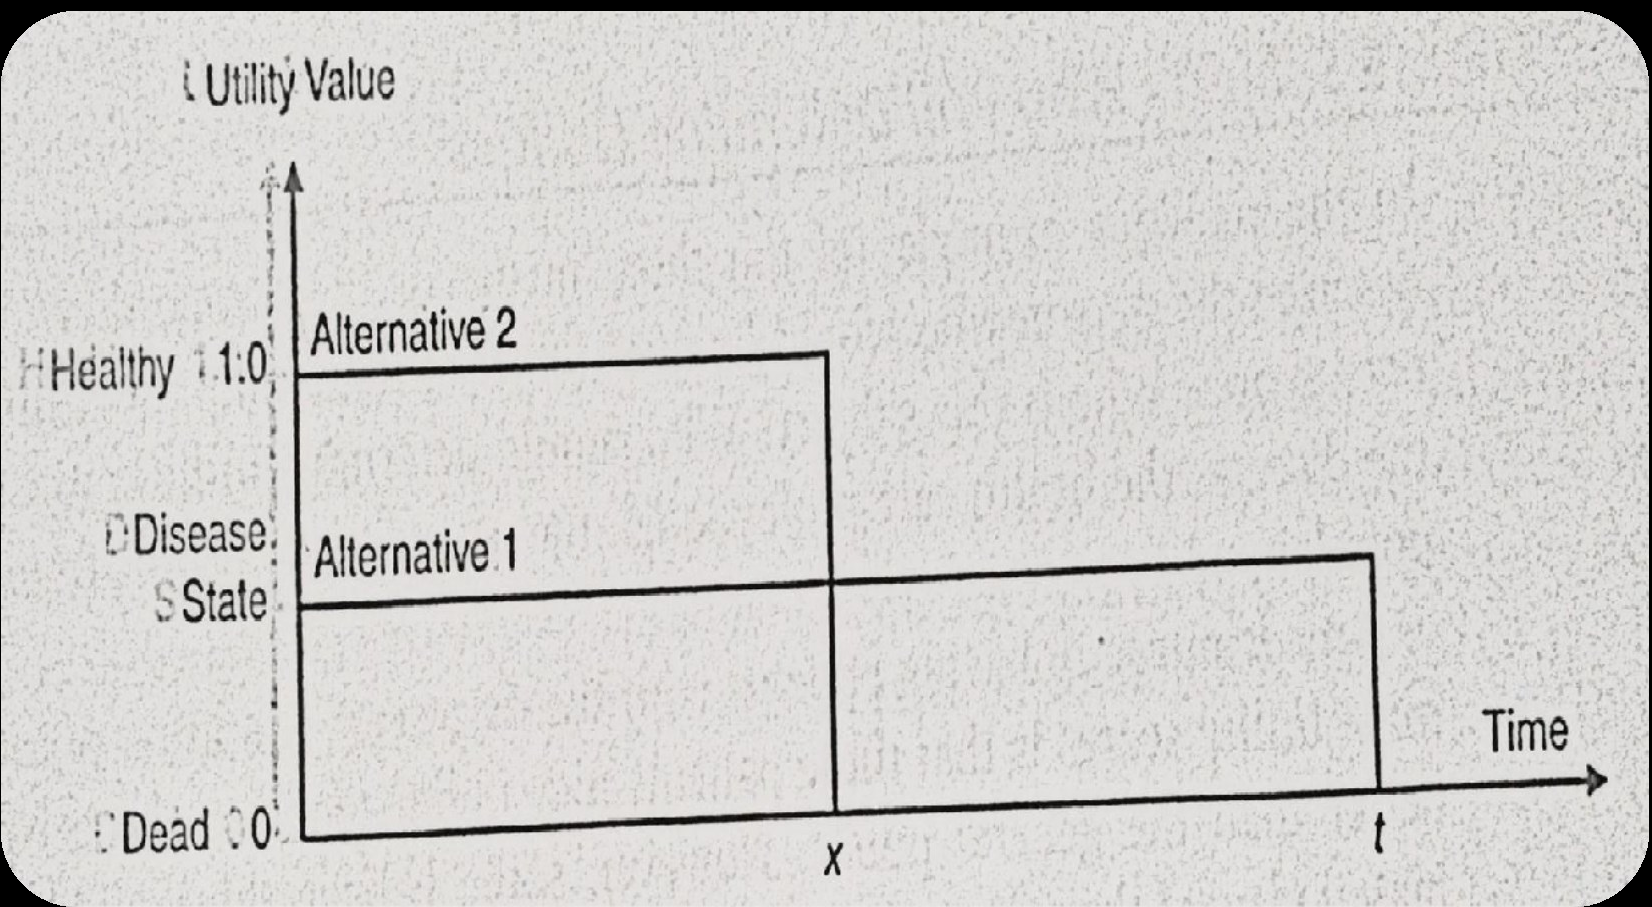 Utility Value
Alternative 2
Healthy 1.0
Disease
State
Alternative 1
Dead 0
Time
x
t